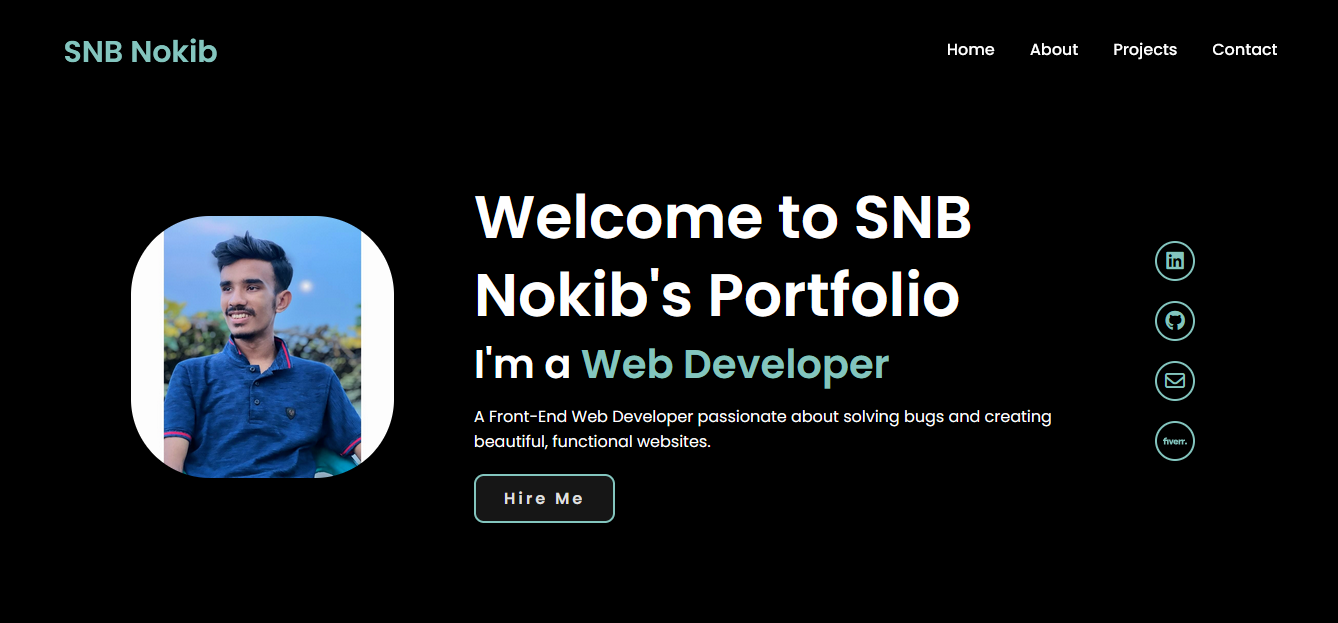 SNB Nokib
Home
About
Projects
Contact
Welcome to SNB
Nokib's Portfolio
I'm a Web Developer
A Front-End Web Developer passionate about solving bugs and creating
beautiful, functional websites.
Hire Me
in
fiverr.